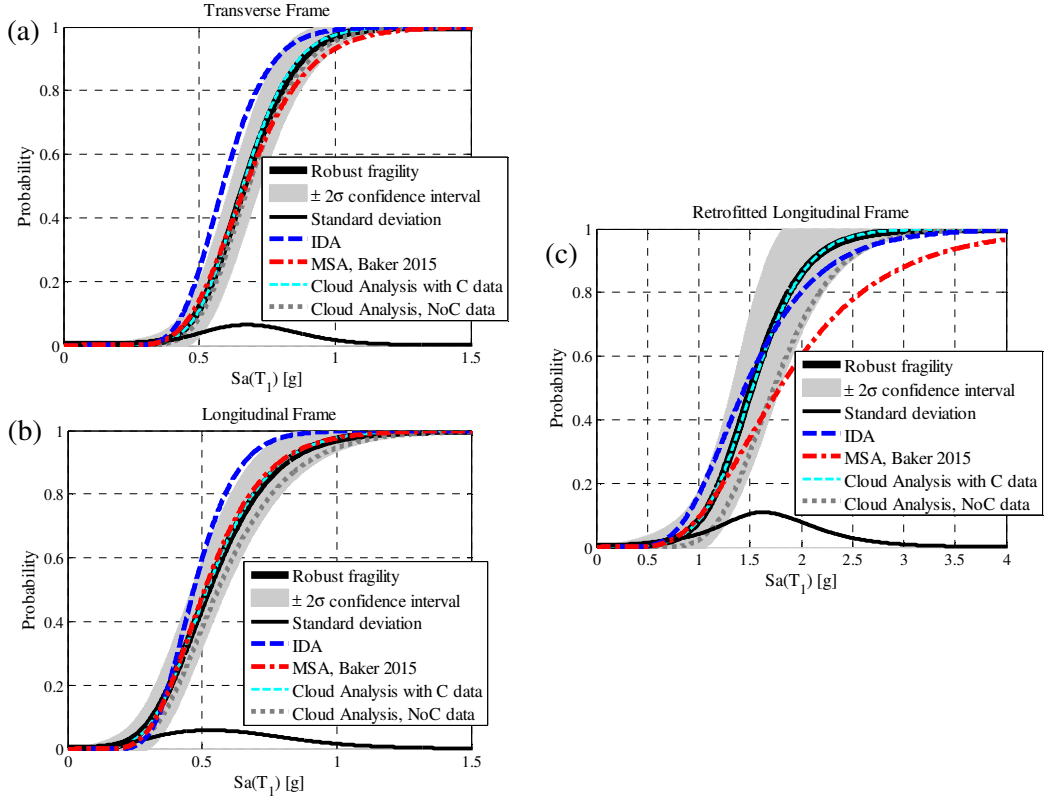 Transverse Frame
(a)
1
0.8
0.6
0.4
0.2
0
Probability
0
0.5
1
1.5
Sa(T1) [g]
Robust fragility
± 2σ confidence interval
Standard deviation
IDA
MSA, Baker 2015
Cloud Analysis with C data
Cloud Analysis, NoC data
Longitudinal Frame
(b)
1
0.8
0.6
0.4
0.2
0
Probability
0
0.5
1
1.5
Sa(T1) [g]
Robust fragility
± 2σ confidence interval
Standard deviation
IDA
MSA, Baker 2015
Cloud Analysis with C data
Cloud Analysis, NoC data
Retrofitted Longitudinal Frame
(c)
1
0.8
0.6
0.4
0.2
0
Probability
0
0.5
1
1.5
2
2.5
3
3.5
4
Sa(T1) [g]
Robust fragility
± 2σ confidence interval
Standard deviation
IDA
MSA, Baker 2015
Cloud Analysis with C data
Cloud Analysis, NoC data